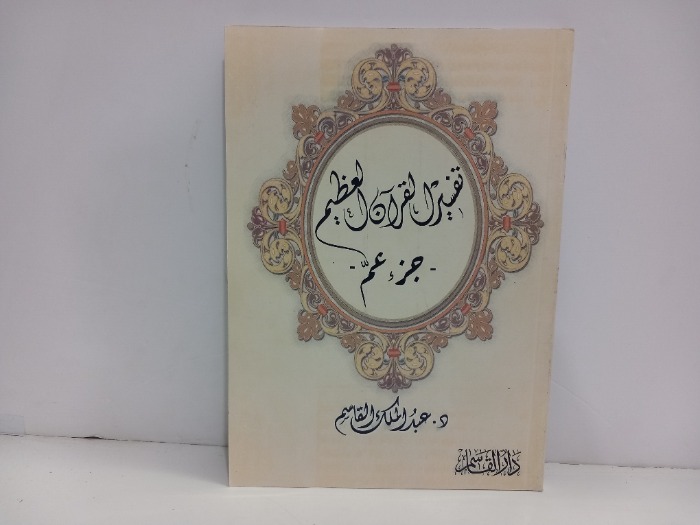 تفسير القرآن العظيم
- جزء عمّ -
د. عبدُ الملك القاسم
دار القاسم